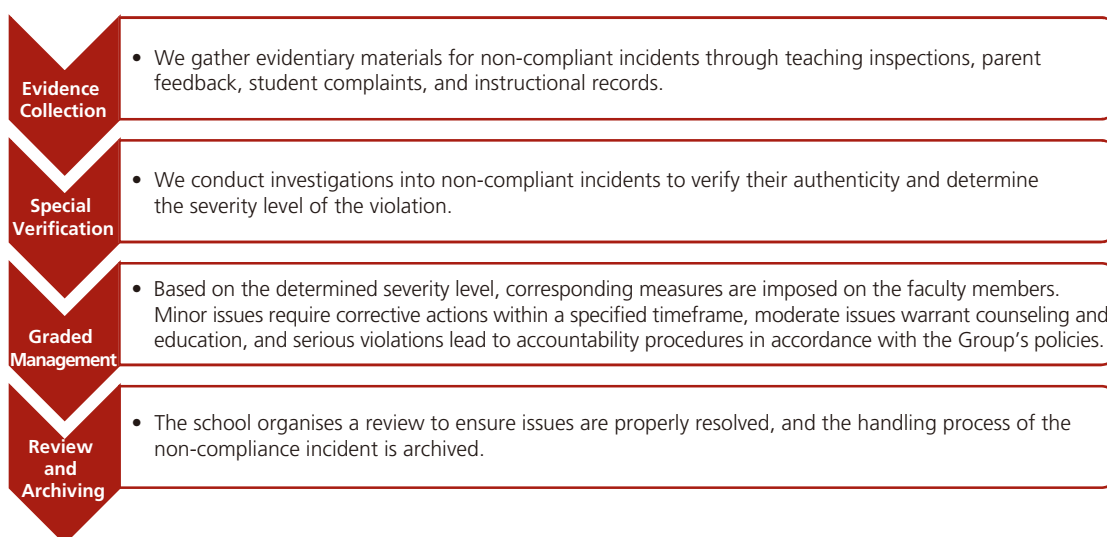 Evidence
Collection
• We gather evidentiary materials for non-compliant incidents through teaching inspections, parent
feedback, student complaints, and instructional records.
Special
Verification
• We conduct investigations into non-compliant incidents to verify their authenticity and determine
the severity level of the violation.
Graded
Management
• Based on the determined severity level, corresponding measures are imposed on the faculty members.
Minor issues require corrective actions within a specified timeframe, moderate issues warrant counseling and
education, and serious violations lead to accountability procedures in accordance with the Group’s policies.
Review
and
Archiving
• The school organises a review to ensure issues are properly resolved, and the handling process of the
non-compliance incident is archived.